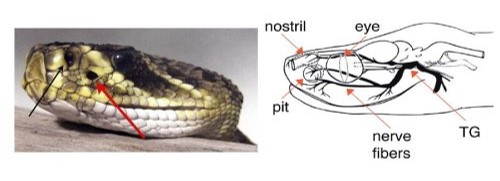 nostril
eye
pit
nerve
fibers
TG